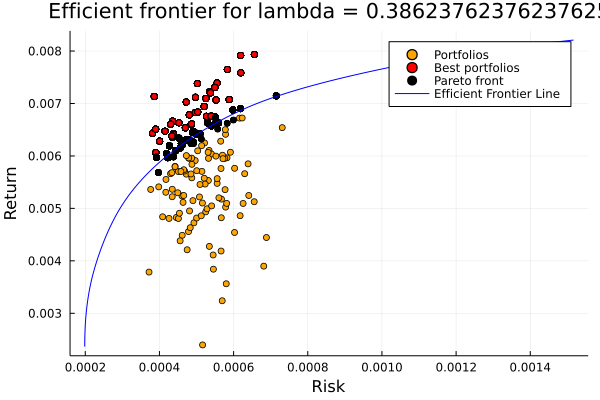 Efficient frontier for lambda = 0.3862376237623762
Portfolios
Best portfolios
Pareto front
Efficient Frontier Line
Return
0.008
0.007
0.006
0.005
0.004
0.003
0.0002 0.0004 0.0006 0.0008 0.0010 0.0012 0.0014
Risk